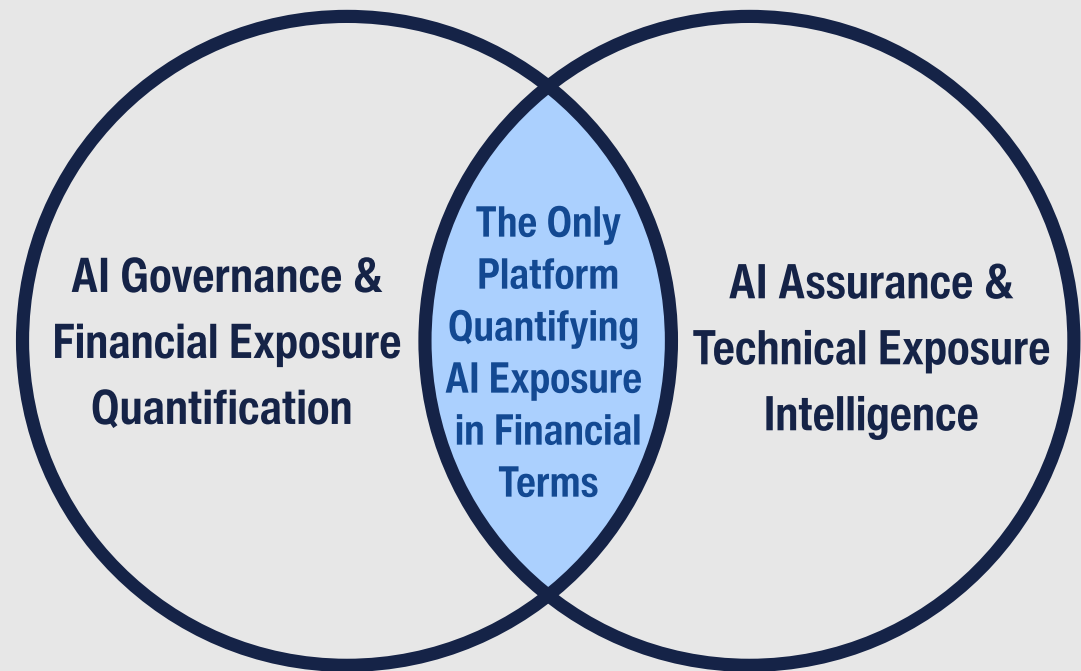 AI Governance &
Financial Exposure
Quantification
The Only
Platform
Quantifying
AI Exposure
in Financial
Terms
AI Assurance &
Technical Exposure
Intelligence